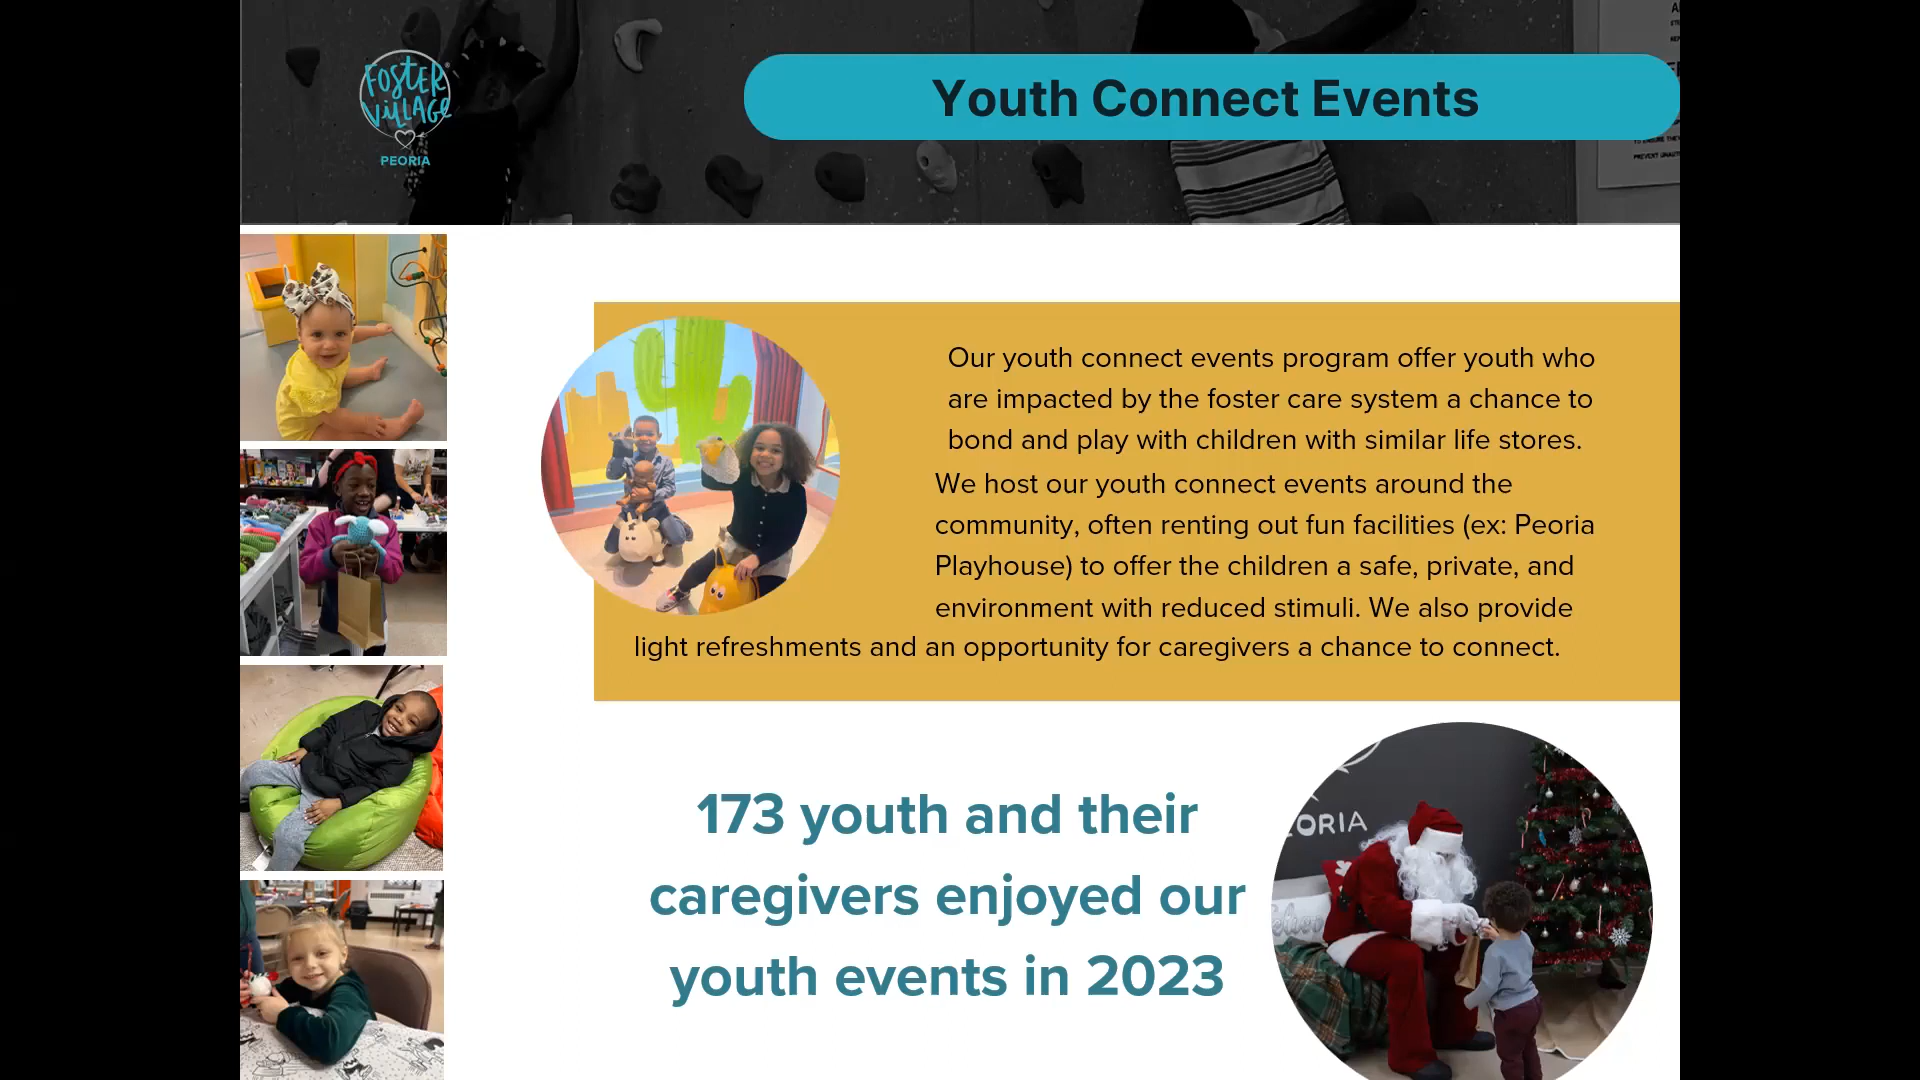 FOSTER
VILLAGE
PEORIA
Youth Connect Events
PREVENT
Our youth connect events program offer youth who
are impacted by the foster care system a chance to
bond and play with children with similar life stores.
We host our youth connect events around the
community, often renting out fun facilities (ex: Peoria
Playhouse) to offer the children a safe, private, and
environment with reduced stimuli. We also provide
light refreshments and an opportunity for caregivers a chance to connect.
173 youth and their
caregivers enjoyed our
youth events in 2023
ORIA